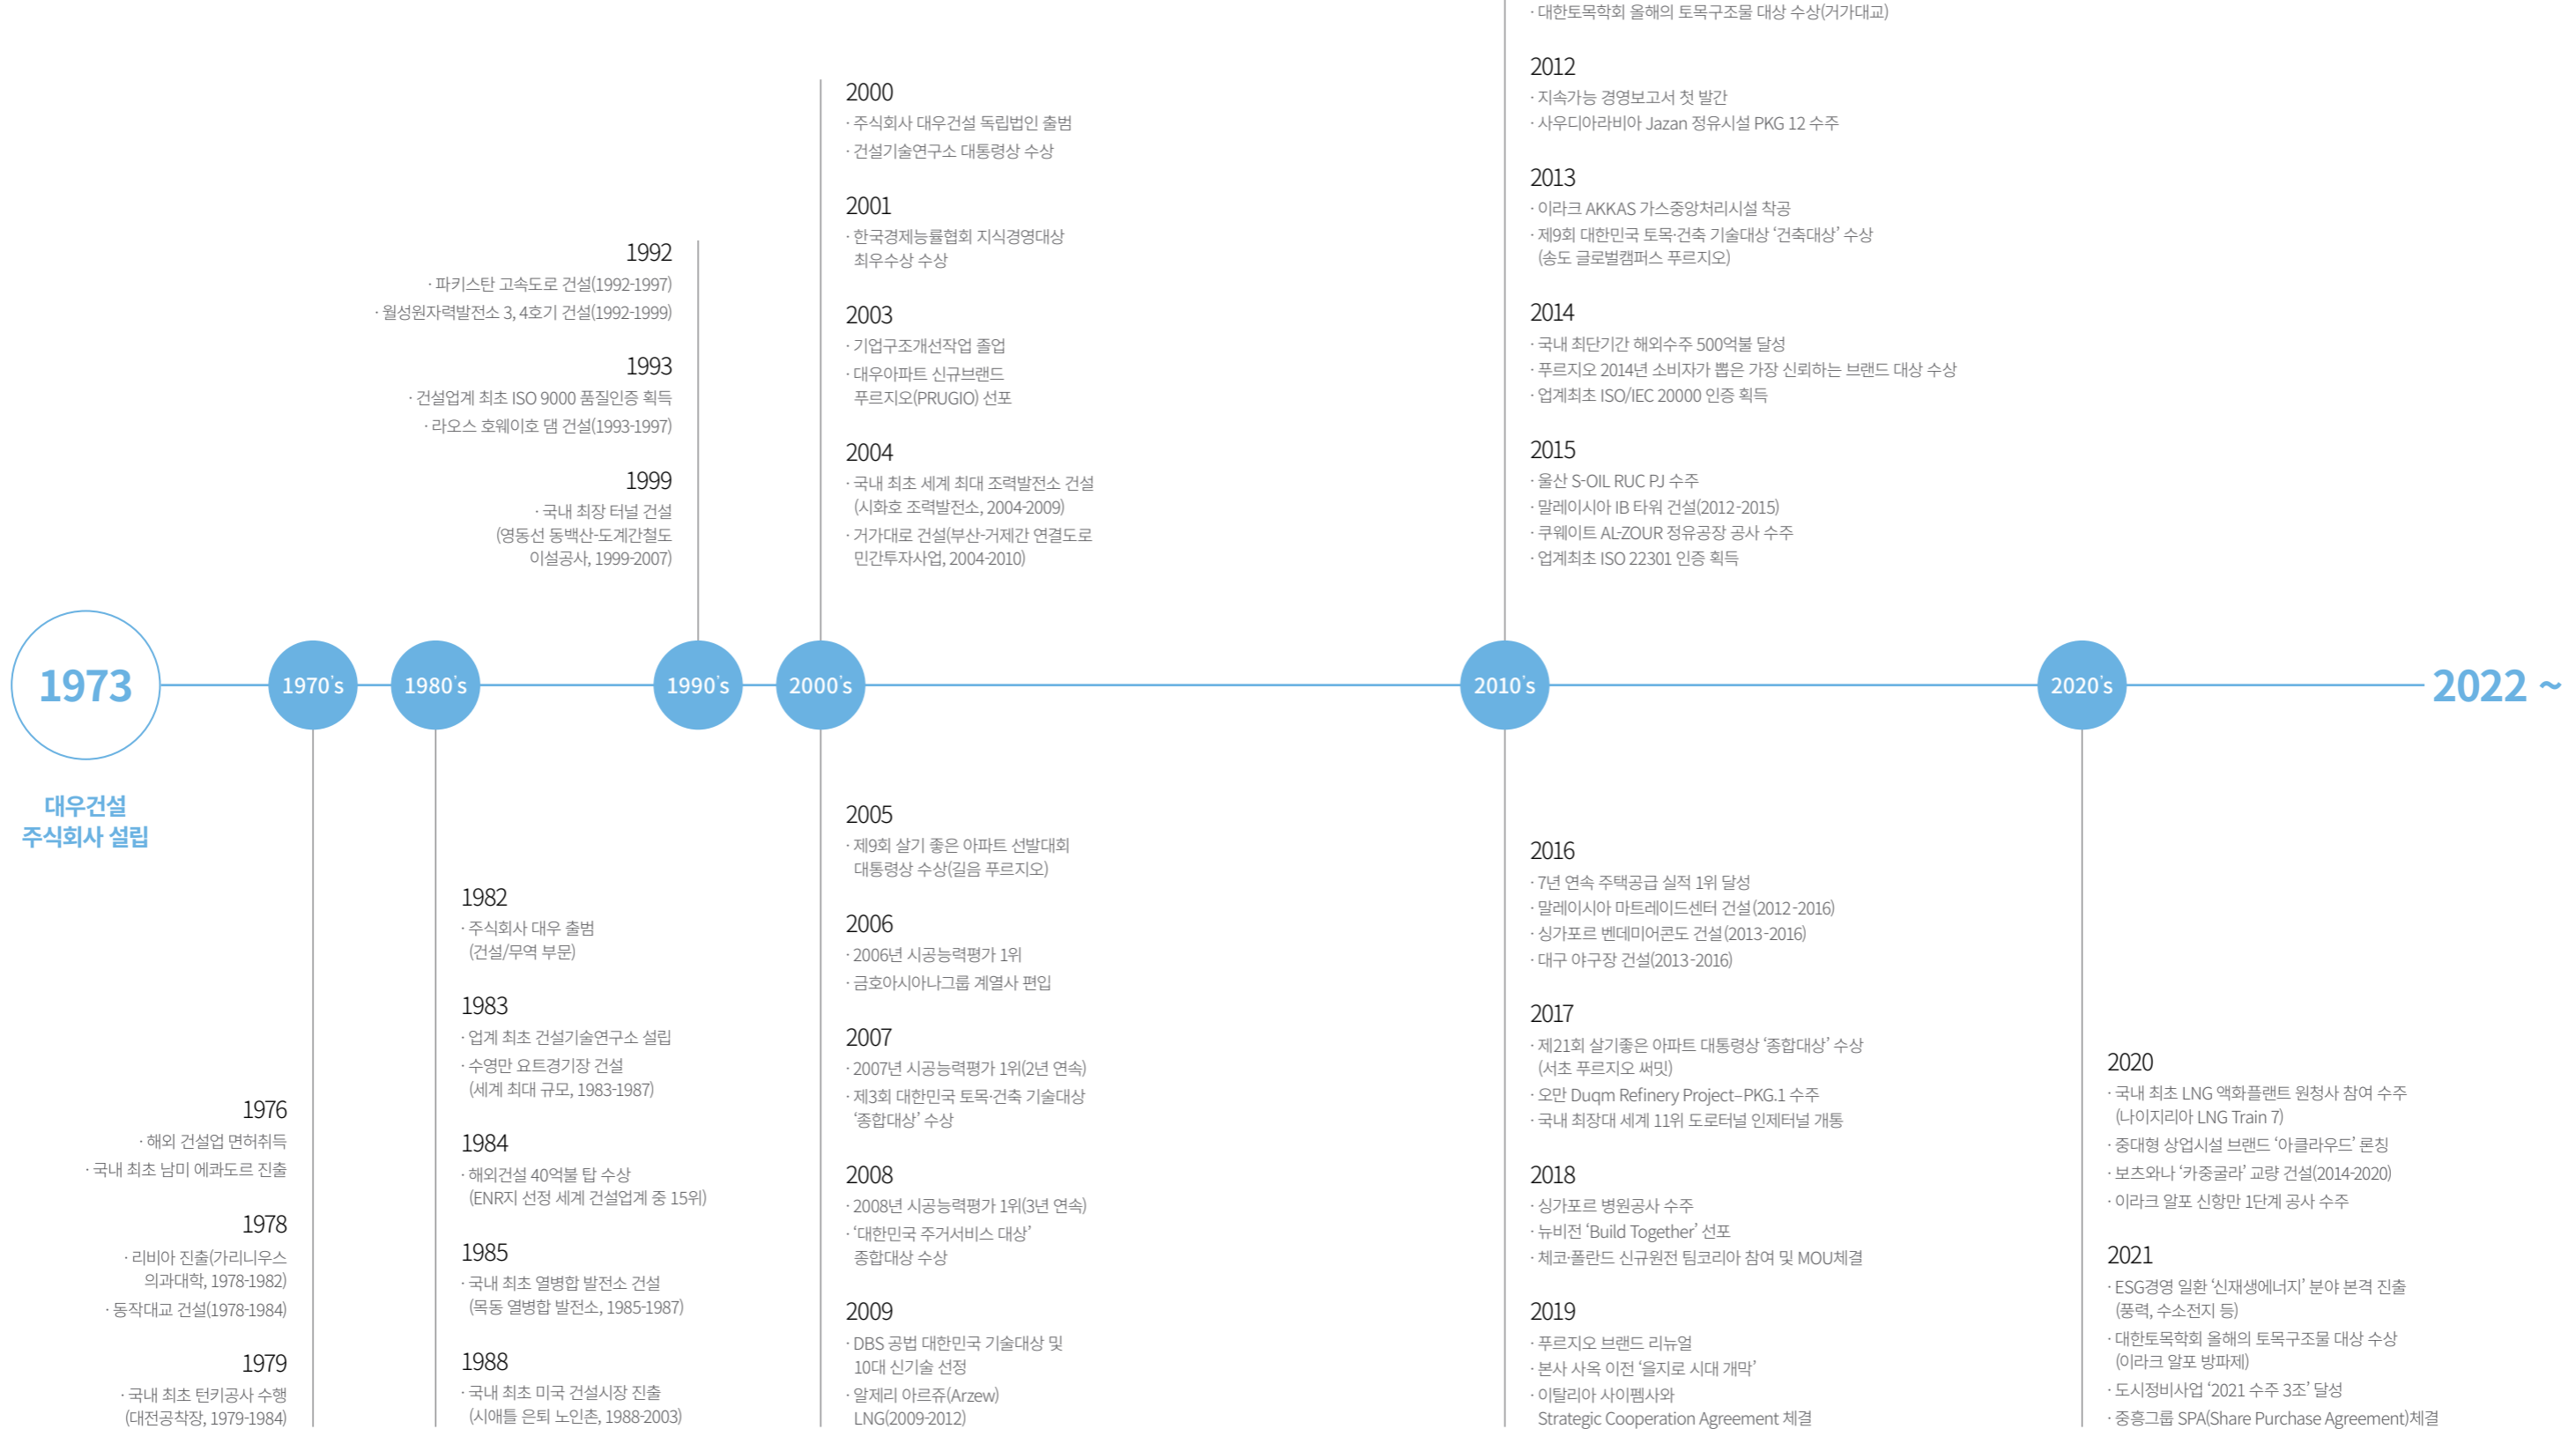 1973
대우건설
주식회사 설립
1970's
1976
· 해외 건설업 면허취득
· 국내 최초 남미 에콰도르 진출
1978
· 리비아 진출(가리니우스
의과대학, 1978-1982)
· 동작대교 건설(1978-1984)
1979
· 국내 최초 턴키공사 수행
(대전공작창, 1979-1984)
1980's
1982
· 주식회사 대우 출범
(건설/무역 부문)
1983
· 업계 최초 건설기술연구소 설립
· 수영만 요트경기장 건설
(세계 최대 규모, 1983-1987)
1984
· 해외건설 40억불 탑 수상
(ENR지 선정 세계 건설업계 중 15위)
1985
· 국내 최초 열병합 발전소 건설
(목동 열병합 발전소, 1985-1987)
1988
· 국내 최초 미국 건설시장 진출
(시애틀 은퇴 노인촌, 1988-2003)
1990's
1992
· 파키스탄 고속도로 건설(1992-1997)
· 월성원자력발전소 3, 4호기 건설(1992-1999)
1993
· 건설업계 최초 ISO 9000 품질인증 획득
· 라오스 호웨이호 댐 건설(1993-1997)
1999
· 국내 최장 터널 건설
(영동선 동백산-도계간철도
이설공사, 1999-2007)
2000's
2000
· 주식회사 대우건설 독립법인 출범
· 건설기술연구소 대통령상 수상
2001
· 한국경제능률협회 지식경영대상
최우수상 수상
2003
· 기업구조개선작업 졸업
· 대우아파트 신규브랜드
푸르지오(PRUGIO) 선포
2004
· 국내 최초 세계 최대 조력발전소 건설
(시화호 조력발전소, 2004-2009)
· 거가대로 건설(부산-거제간 연결도로
민간투자사업, 2004-2010)
2005
· 제9회 살기 좋은 아파트 선발대회
대통령상 수상(길음 푸르지오)
2006
· 2006년 시공능력평가 1위
· 금호아시아나그룹 계열사 편입
2007
· 2007년 시공능력평가 1위(2년 연속)
· 제3회 대한민국 토목·건축 기술대상
‘종합대상’ 수상
2008
· 2008년 시공능력평가 1위(3년 연속)
· ‘대한민국 주거서비스 대상’
종합대상 수상
2009
· DBS 공법 대한민국 기술대상 및
10대 신기술 선정
· 알제리 아르쥬(Arzew)
LNG(2009-2012)
2010's
· 대한토목학회 올해의 토목구조물 대상 수상(거가대교)
2012
· 지속가능 경영보고서 첫 발간
· 사우디아라비아 Jazan 정유시설 PKG 12 수주
2013
· 이라크 AKKAS 가스중앙처리시설 착공
· 제9회 대한민국 토목·건축 기술대상 ‘건축대상’ 수상
(송도 글로벌캠퍼스 푸르지오)
2014
· 국내 최단기간 해외수주 500억불 달성
· 푸르지오 2014년 소비자가 뽑은 가장 신뢰하는 브랜드 대상 수상
· 업계최초 ISO/IEC 20000 인증 획득
2015
· 울산 S-OIL RUC PJ 수주
· 말레이시아 IB 타워 건설(2012-2015)
· 쿠웨이트 AL-ZOUR 정유공장 공사 수주
· 업계최초 ISO 22301 인증 획득
2016
· 7년 연속 주택공급 실적 1위 달성
· 말레이시아 마트레이드센터 건설(2012-2016)
· 싱가포르 벤데미어콘도 건설(2013-2016)
· 대구 야구장 건설(2013-2016)
2017
· 제21회 살기좋은 아파트 대통령상 ‘종합대상’ 수상
(서초 푸르지오 써밋)
· 오만 Duqm Refinery Project–PKG.1 수주
· 국내 최장대 세계 11위 도로터널 인제터널 개통
2018
· 싱가포르 병원공사 수주
· 뉴비전 ‘Build Together’ 선포
· 체코·폴란드 신규원전 팀코리아 참여 및 MOU체결
2019
· 푸르지오 브랜드 리뉴얼
· 본사 사옥 이전 ‘을지로 시대 개막’
· 이탈리아 사이펨사와
Strategic Cooperation Agreement 체결
2020's
2020
· 국내 최초 LNG 액화플랜트 원청사 참여 수주
(나이지리아 LNG Train 7)
· 중대형 상업시설 브랜드 ‘아클라우드’ 론칭
· 보츠와나 ‘카중굴라’ 교량 건설(2014-2020)
· 이라크 알포 신항만 1단계 공사 수주
2021
· ESG경영 일환 ‘신재생에너지’ 분야 본격 진출
(풍력, 수소전지 등)
· 대한토목학회 올해의 토목구조물 대상 수상
(이라크 알포 방파제)
· 도시정비사업 ‘2021 수주 3조’ 달성
· 중흥그룹 SPA(Share Purchase Agreement)체결
2022 ~